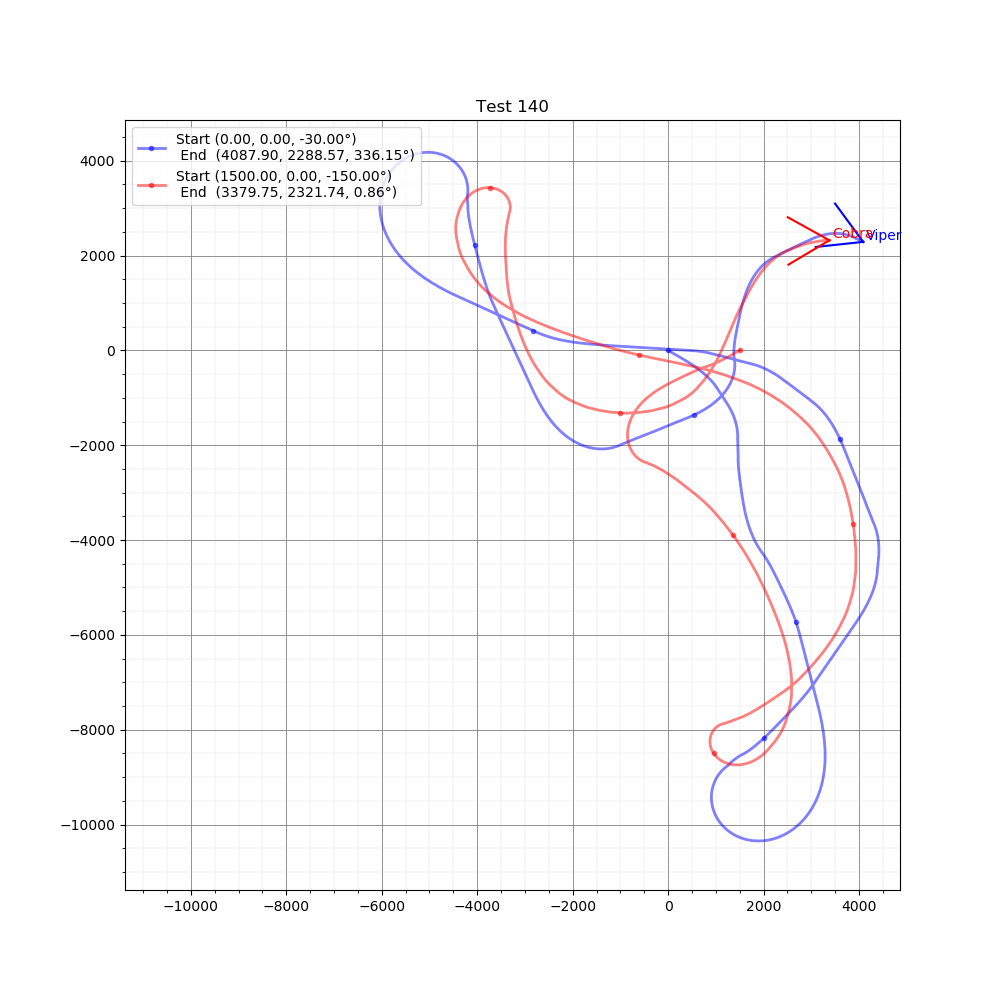 Test 140
Start (0.00, 0.00, -30.00°)
End  (4087.90, 2288.57, 336.15°)
Start (1500.00, 0.00, -150.00°)
End  (3379.75, 2321.74, 0.86°)
Cobra
Viper
4000
2000
0
−2000
−4000
−6000
−8000
−10000
−10000 −8000 −6000 −4000 −2000 0 2000 4000